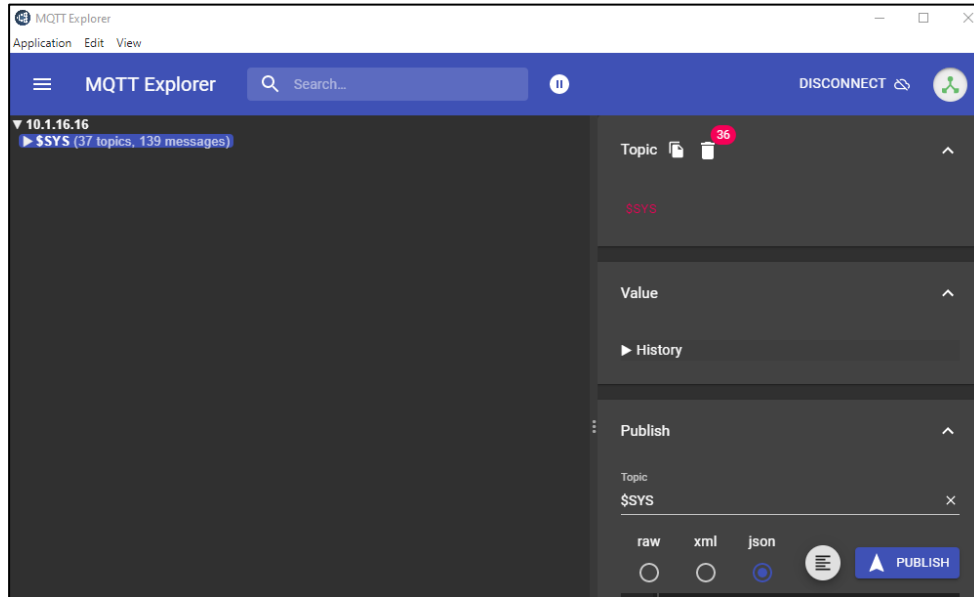 MQTT Explorer
Application Edit View
MQTT Explorer
Search...
DISCONNECT
▼ 10.1.16.16
▶ $SYS (37 topics, 139 messages)
Topic
36
$SYS
Value
▶ History
Publish
Topic
$SYS
raw xml json
PUBLISH